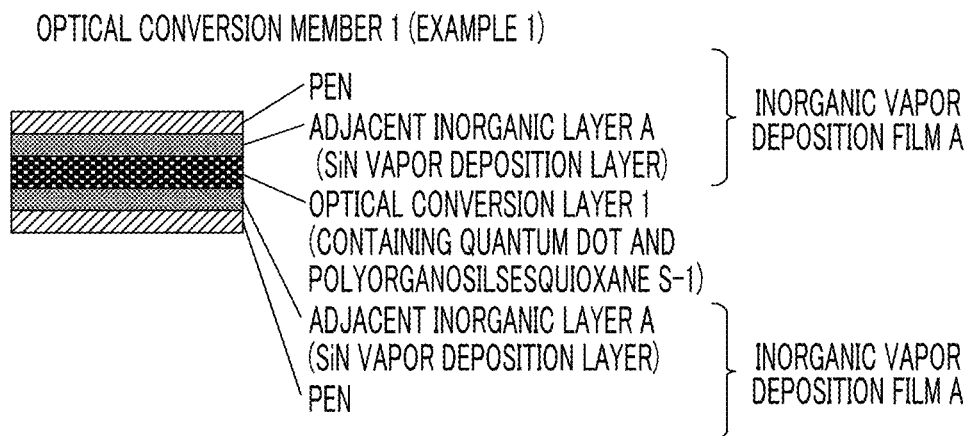 OPTICAL CONVERSION MEMBER 1 (EXAMPLE 1)
PEN
ADJACENT INORGANIC LAYER A
(SiN VAPOR DEPOSITION LAYER)
INORGANIC VAPOR
DEPOSITION FILM A
OPTICAL CONVERSION LAYER 1
(CONTAINING QUANTUM DOT AND
POLYORGANOSILSESQUIOXANE S-1)
ADJACENT INORGANIC LAYER A
(SiN VAPOR DEPOSITION LAYER)
PEN
INORGANIC VAPOR
DEPOSITION FILM A